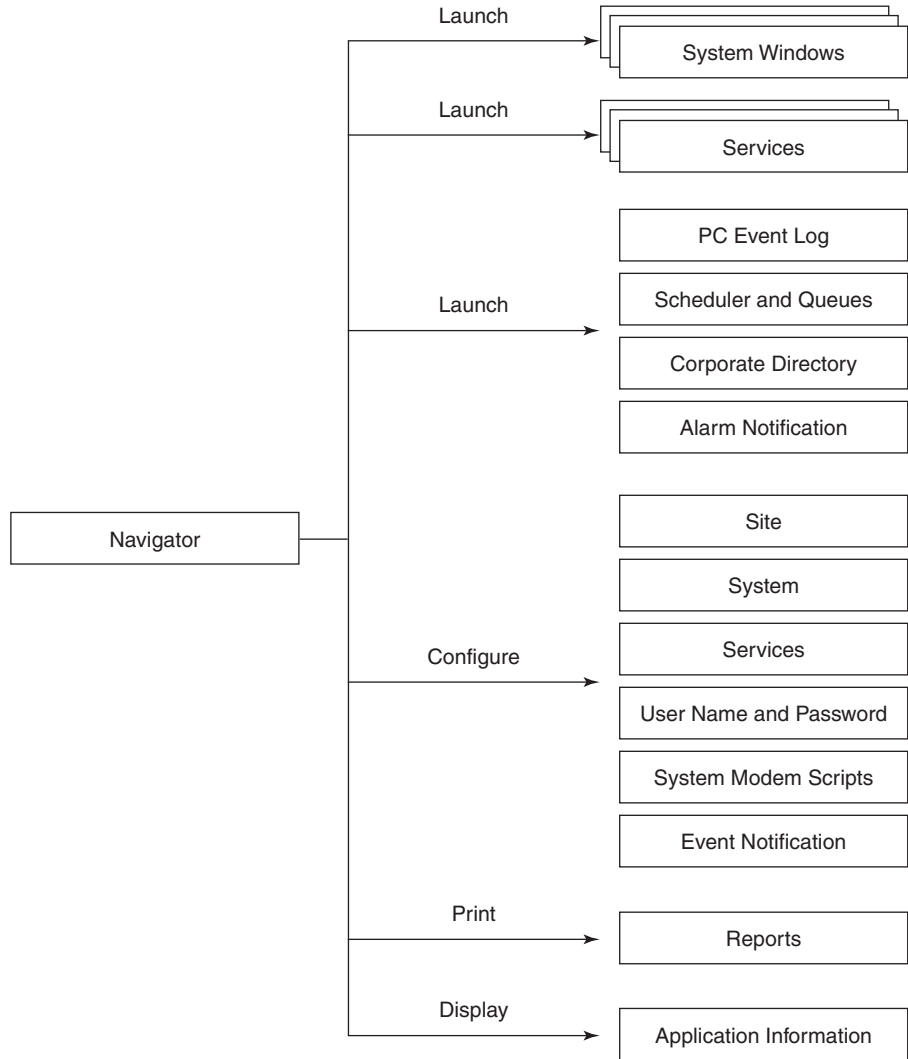 Launch
System Windows
Launch
Services
PC Event Log
Launch
Scheduler and Queues
Corporate Directory
Alarm Notification
Navigator
Site
System
Configure
Services
User Name and Password
System Modem Scripts
Event Notification
Print
Reports
Display
Application Information